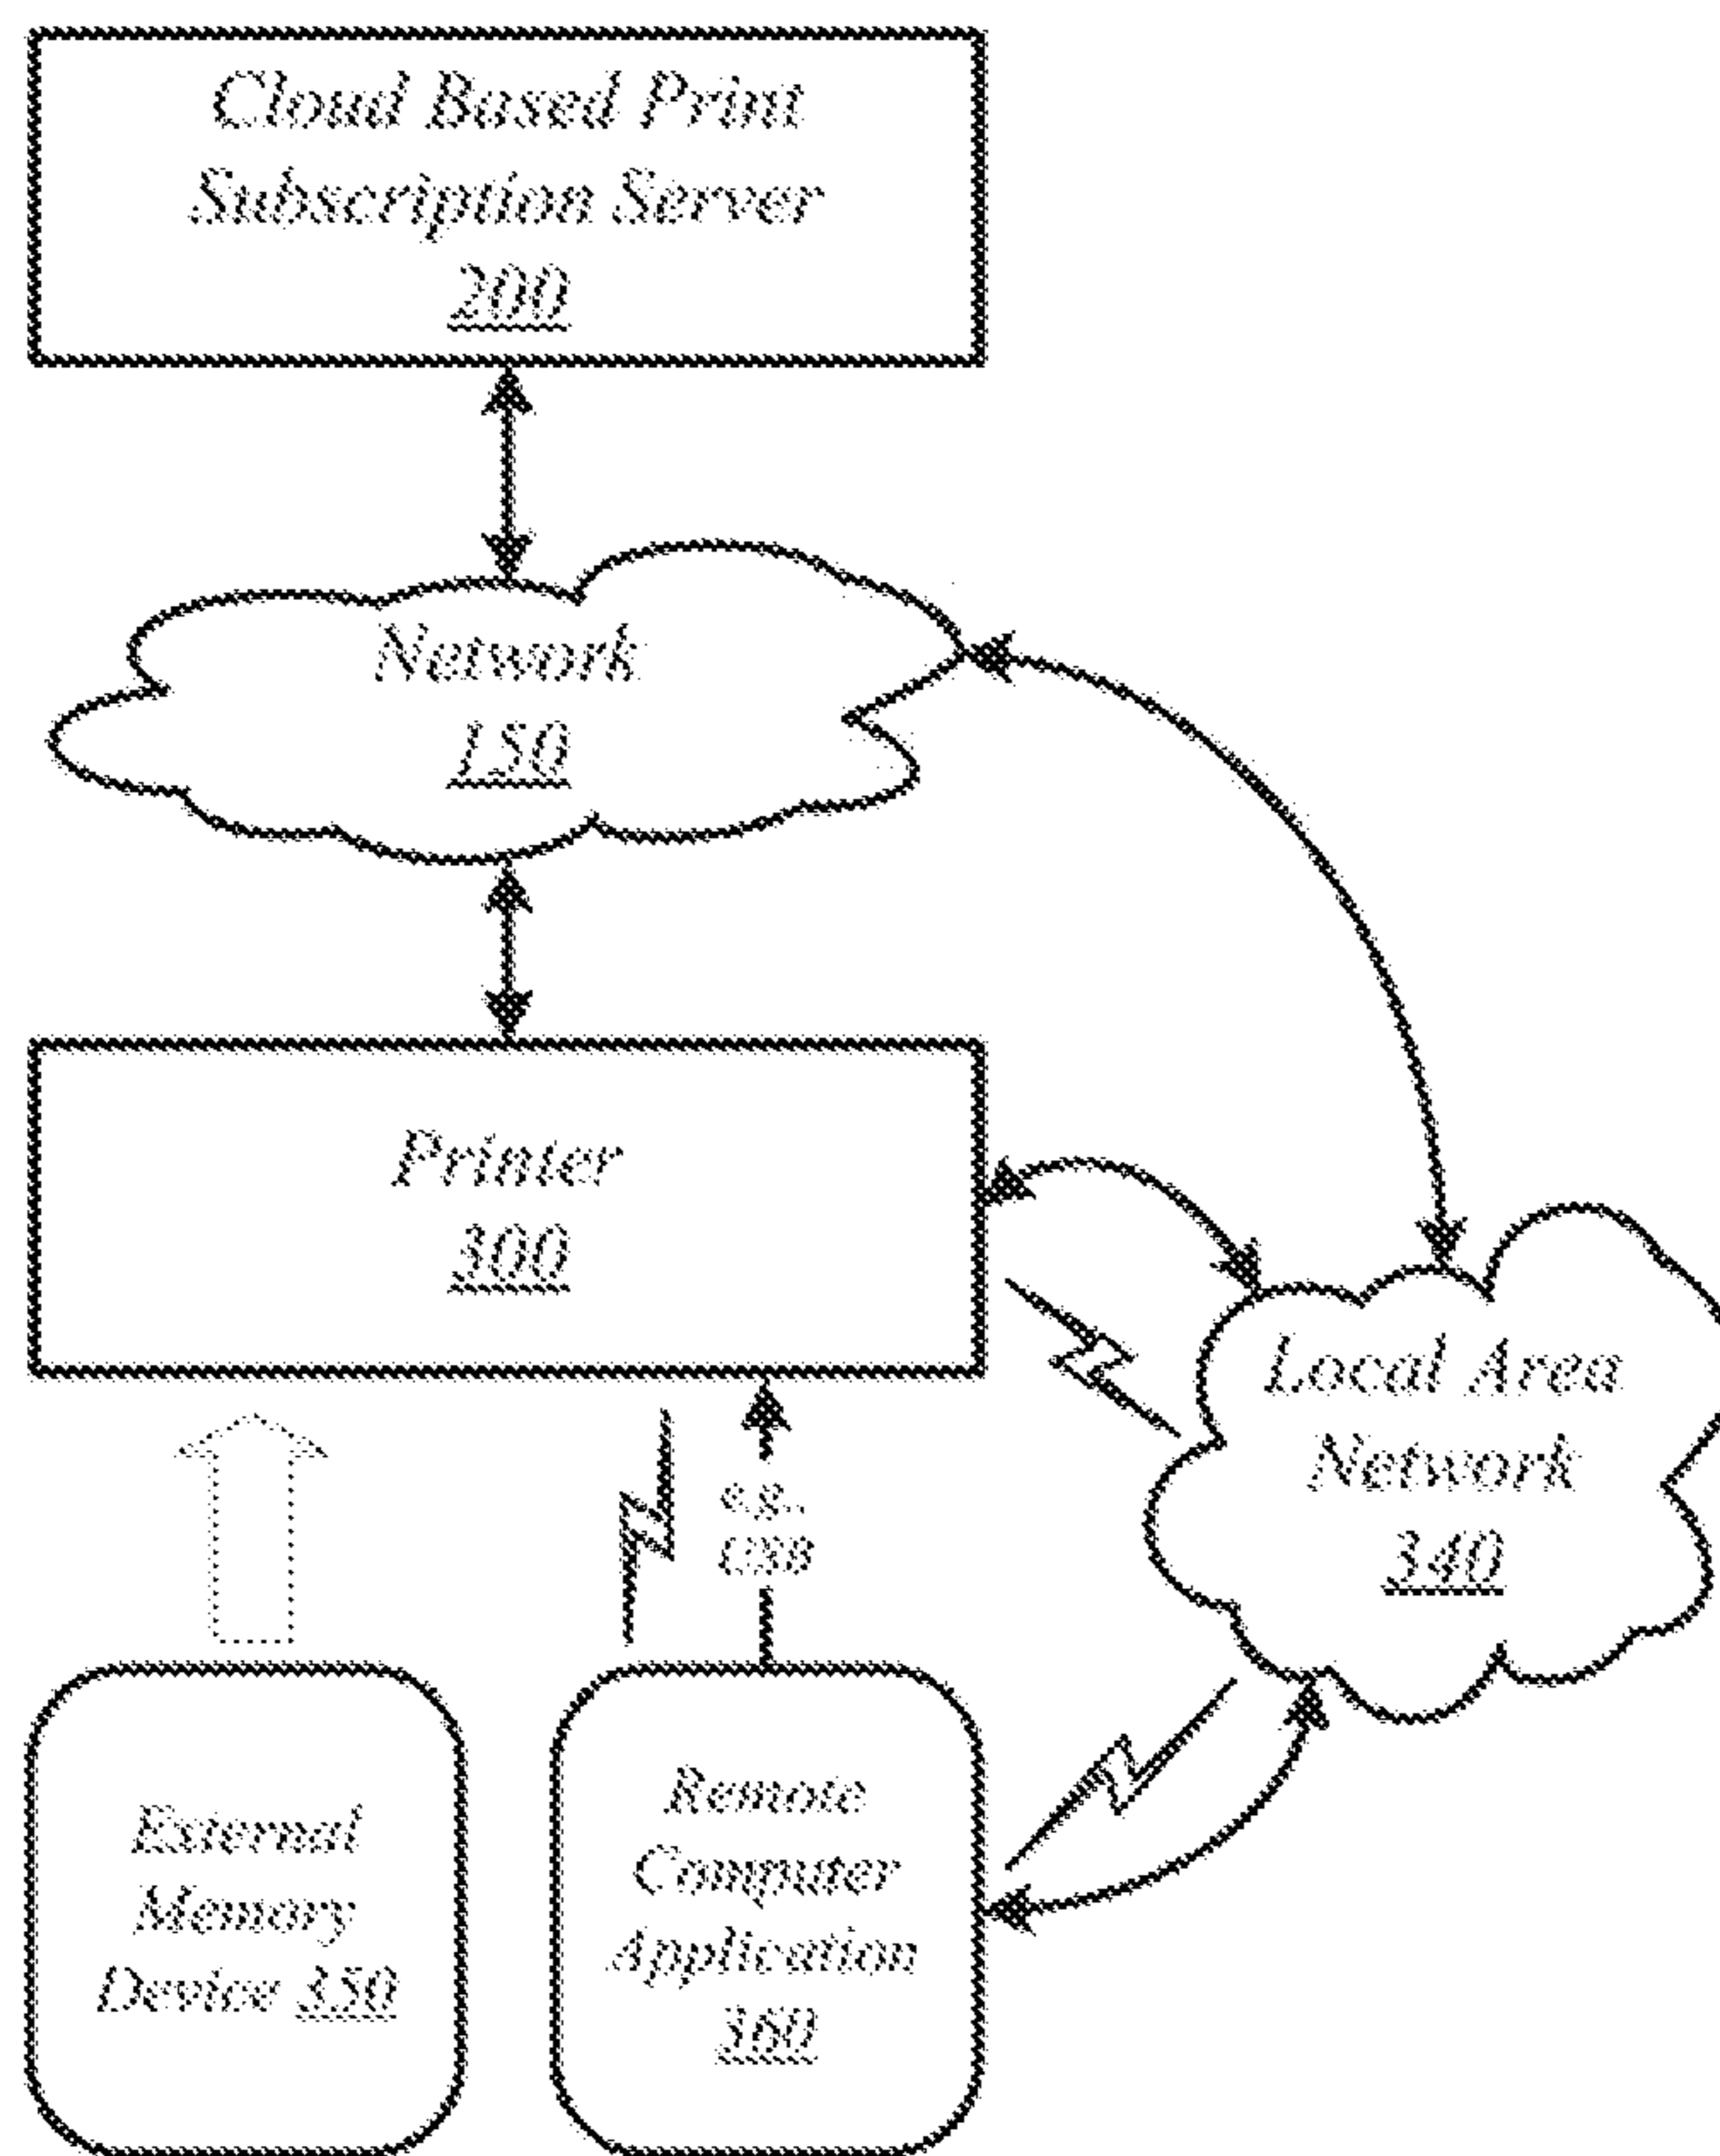 Cloud Based Print
Subscription Server
200
Network
150
Printer
300
Local Area
Network
340
e.g.,
USB
External
Memory
Device 350
Remote
Computer
Application
360